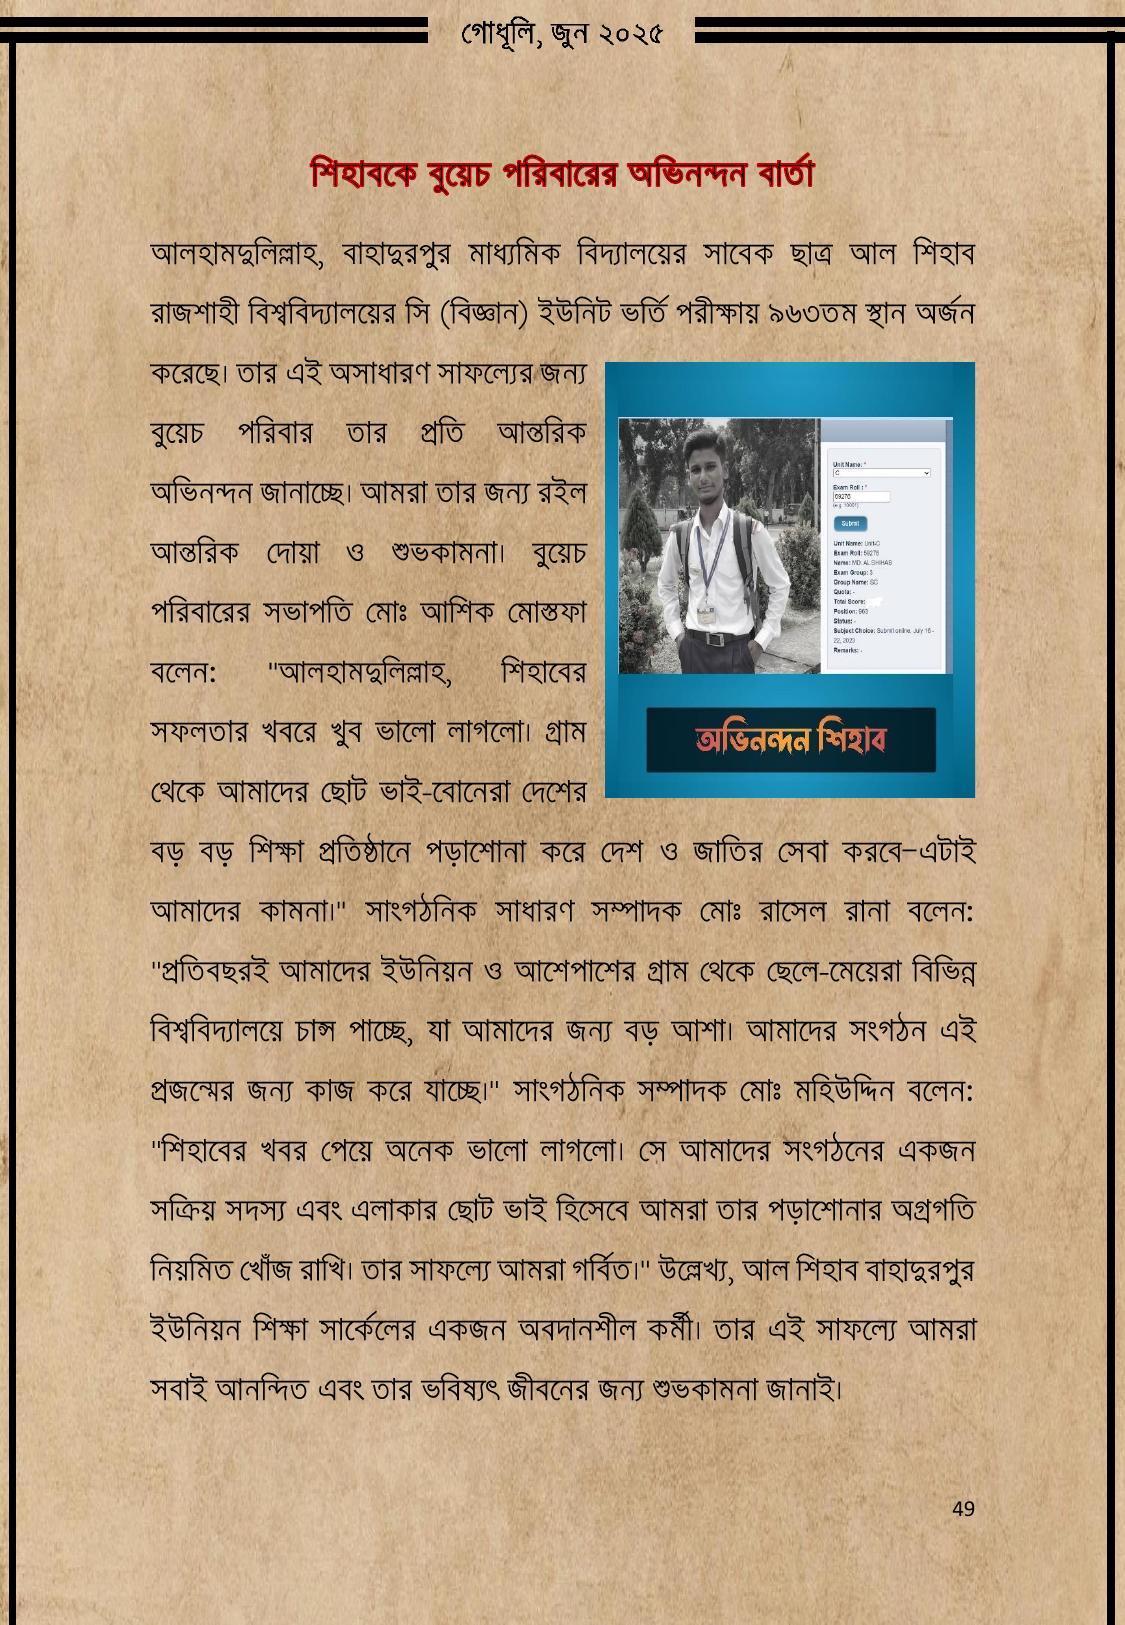 গোধূলি, জুন ২০২৫
শিহাবকে বুয়েচ পরিবারের অভিনন্দন বার্তা
আলহামদুলিল্লাহ, বাহাদুরপুর মাধ্যমিক বিদ্যালয়ের সাবেক ছাত্র আল শিহাব
রাজশাহী বিশ্ববিদ্যালয়ের সি (বিজ্ঞান) ইউনিট ভর্তি পরীক্ষায় ৯৬৩তম স্থান অর্জন
করেছে। তার এই অসাধারণ সাফল্যের জন্য
বুয়েচ পরিবার তার প্রতি আন্তরিক
অভিনন্দন জানাচ্ছে। আমরা তার জন্য রইল
আন্তরিক দোয়া ও শুভকামনা। বুয়েচ
পরিবারের সভাপতি মোঃ আশিক মোস্তফা
বলেন: "আলহামদুলিল্লাহ, শিহাবের
সফলতার খবরে খুব ভালো লাগলো। গ্রাম
থেকে আমাদের ছোট ভাই-বোনেরা দেশের
Unit Name: *
C
Exam Roll : *
59276
(e.g. 10001)
Submit
Unit Name: Unit-C
Exam Roll: 59276
Name: MD. AL SHIHAB
Exam Group: 3
Group Name: SC
Quota: -
Total Score:
Position: 963
Status: -
Subject Choice: Submit online, July 16 -
22, 2023
Remarks: -
অভিনন্দন শিহাব
বড় বড় শিক্ষা প্রতিষ্ঠানে পড়াশোনা করে দেশ ও জাতির সেবা করবে–এটাই
আমাদের কামনা।" সাংগঠনিক সাধারণ সম্পাদক মোঃ রাসেল রানা বলেন:
"প্রতিবছরই আমাদের ইউনিয়ন ও আশেপাশের গ্রাম থেকে ছেলে-মেয়েরা বিভিন্ন
বিশ্ববিদ্যালয়ে চান্স পাচ্ছে, যা আমাদের জন্য বড় আশা। আমাদের সংগঠন এই
প্রজন্মের জন্য কাজ করে যাচ্ছে।" সাংগঠনিক সম্পাদক মোঃ মহিউদ্দিন বলেন:
"শিহাবের খবর পেয়ে অনেক ভালো লাগলো। সে আমাদের সংগঠনের একজন
সক্রিয় সদস্য এবং এলাকার ছোট ভাই হিসেবে আমরা তার পড়াশোনার অগ্রগতি
নিয়মিত খোঁজ রাখি। তার সাফল্যে আমরা গর্বিত।" উল্লেখ্য, আল শিহাব বাহাদুরপুর
ইউনিয়ন শিক্ষা সার্কেলের একজন অবদানশীল কর্মী। তার এই সাফল্যে আমরা
সবাই আনন্দিত এবং তার ভবিষ্যৎ জীবনের জন্য শুভকামনা জানাই।
49